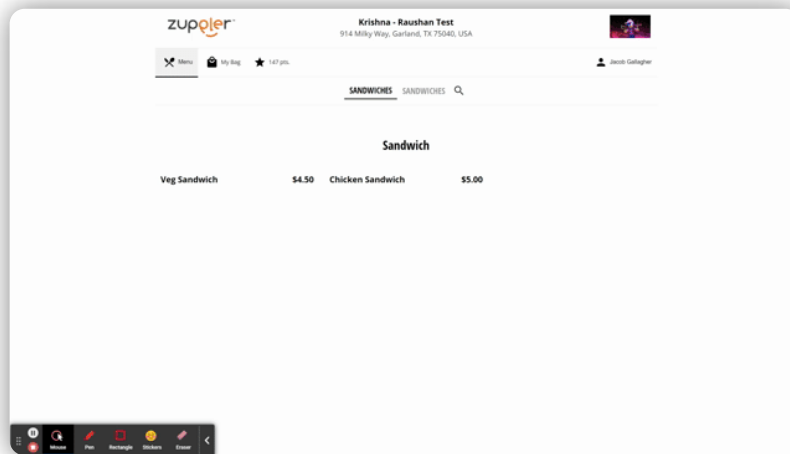 zuppler
Krishna - Raushan Test
914 Milky Way, Garland, TX 75040, USA
Menu
My Bag
147 pts.
Jacob Gallagher
SANDWICHES
SANDWICHES
Sandwich
Veg Sandwich $4.50
Chicken Sandwich $5.00
Mouse
Pen
Rectangle
Stickers
Eraser